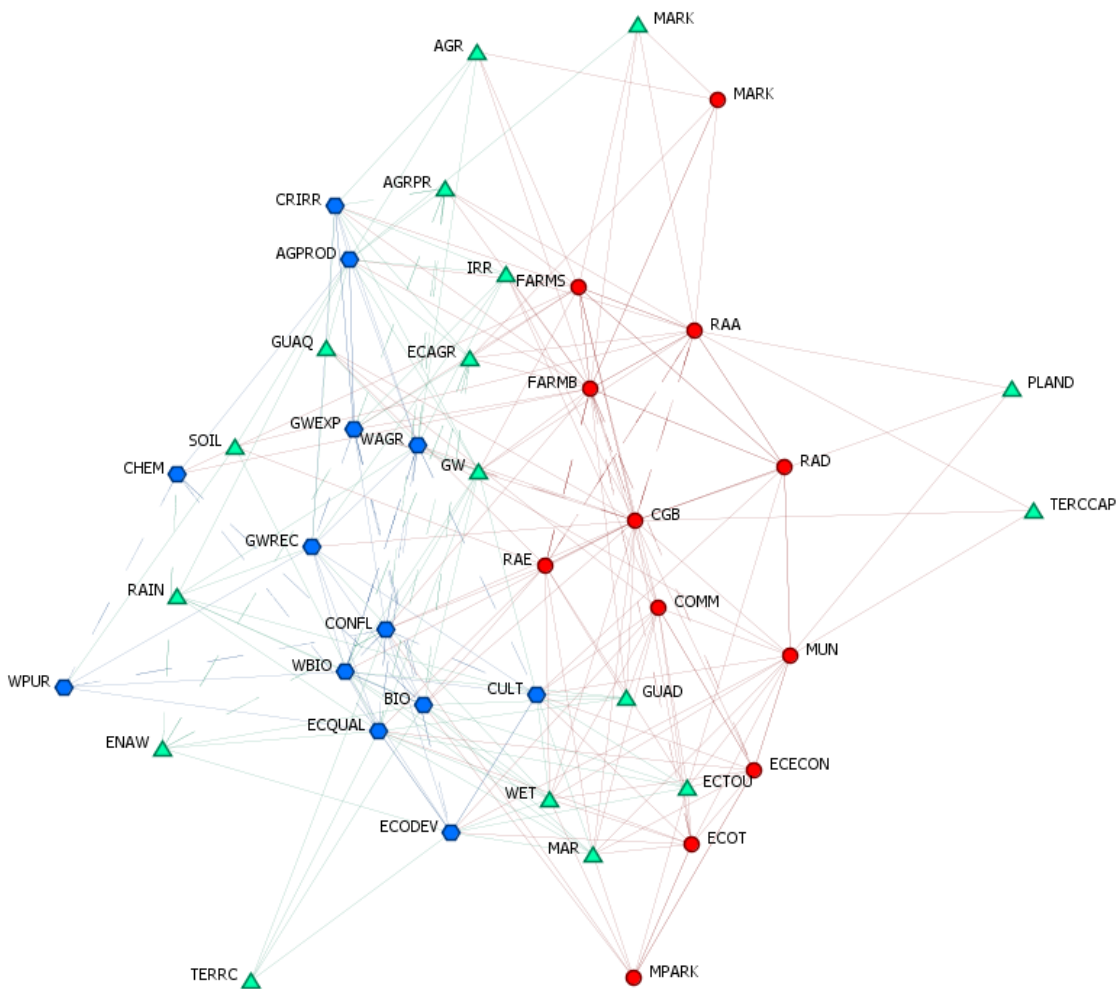 MARK
AGR
MARK
AGRPR
CRIRR
AGPROD
IRR
FARMS
RAA
GUAQ
ECAGR
FARMB
PLAND
GWEXP
WAGR
SOIL
GW
RAD
CHEM
TERCCAP
CGB
GWREC
RAE
RAIN
COMM
CONFL
MUN
WBIO
WPUR
BIO
CULT
GUAD
ECQUAL
ENAW
ECECON
ECTOU
WET
ECODEV
MAR
ECOT
TERRC
MPARK